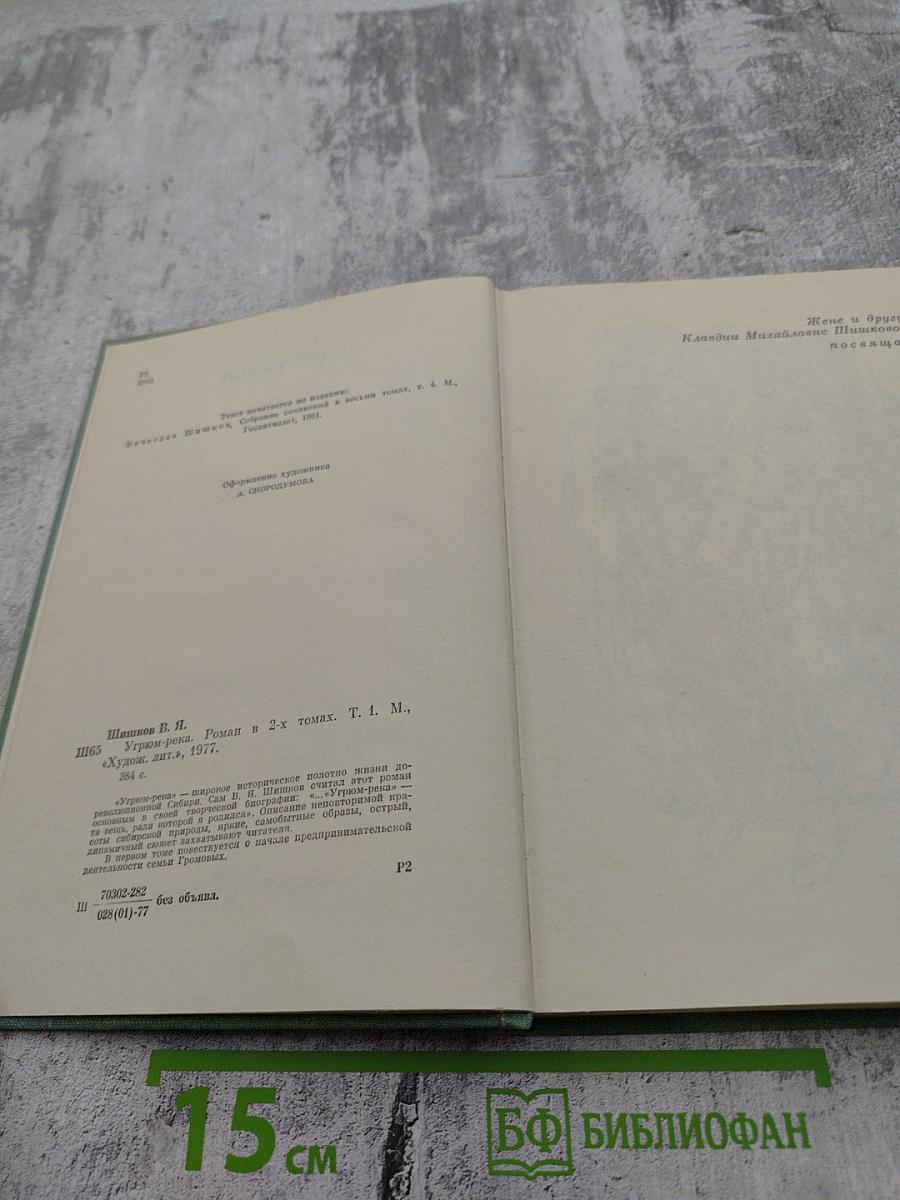 Р2
Ш65
Текст печатается по изданию:
Вячеслав Шишков, Собрание сочинений в восьми томах, т. 4. М.,
Гослитиздат, 1961.
Оформление художника
А. СКОРОДУМОВА
Шишков В. Я.
Ш65 Угрюм-река. Роман в 2-х томах. Т. 1. М.,
«Худож. лит.», 1977.
384 с.
«Угрюм-река» — широкое историческое полотно жизни до-
революционной Сибири. Сам В. Я. Шишков считал этот роман
основным в своей творческой биографии: «...«Угрюм-река» —
та вещь, ради которой я родился». Описание неповторимой кра-
соты сибирской природы, яркие, самобытные образы, острый,
динамичный сюжет захватывают читателя.
В первом томе повествуется о начале предпринимательской
деятельности семьи Громовых.
Р2
Ш 70302-282
028(01)-77 без объявл.
Жене и другу
Клавдии Михайловне Шишково
посвяща
15 см
БФ БИБЛИОФАН